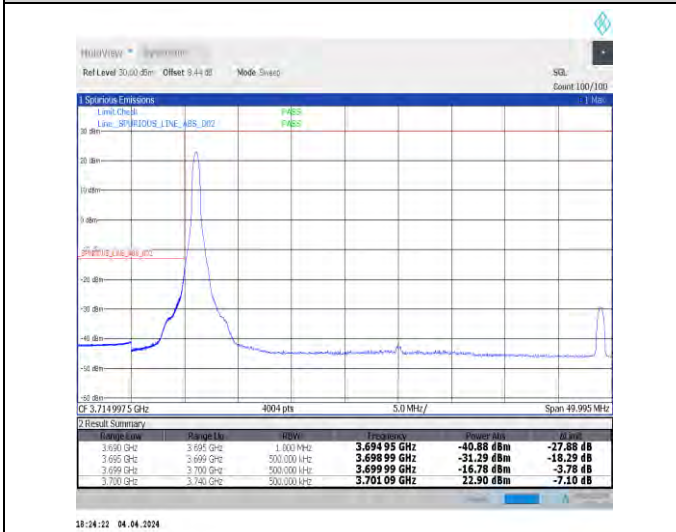 MultiView Spectrum
Ref Level 30.00 dBm Offset 9.44 dB Mode Sweep SGL
Count 100/100
1 Spurious Emissions 1 Max
Limit Check PASS
Line _SPURIOUS_LINE_ABS_002 PASS
30 dBm
20 dBm
10 dBm
0 dBm
_SPURIOUS_LINE_ABS_002
-20 dBm
-30 dBm
-40 dBm
-50 dBm
-60 dBm
CF 3.7149975 GHz 4004 pts 5.0 MHz/ Span 49.995 MHz
2 Result Summary
Range Low Range Up RBW Frequency Power Abs ΔLimit
3.690 GHz 3.695 GHz 1.000 MHz 3.694 95 GHz -40.88 dBm -27.88 dB
3.695 GHz 3.699 GHz 500.000 kHz 3.698 99 GHz -31.29 dBm -18.29 dB
3.699 GHz 3.700 GHz 500.000 kHz 3.699 99 GHz -16.78 dBm -3.78 dB
3.700 GHz 3.740 GHz 500.000 kHz 3.701 09 GHz 22.90 dBm -7.10 dB
18:24:22 04.04.2024